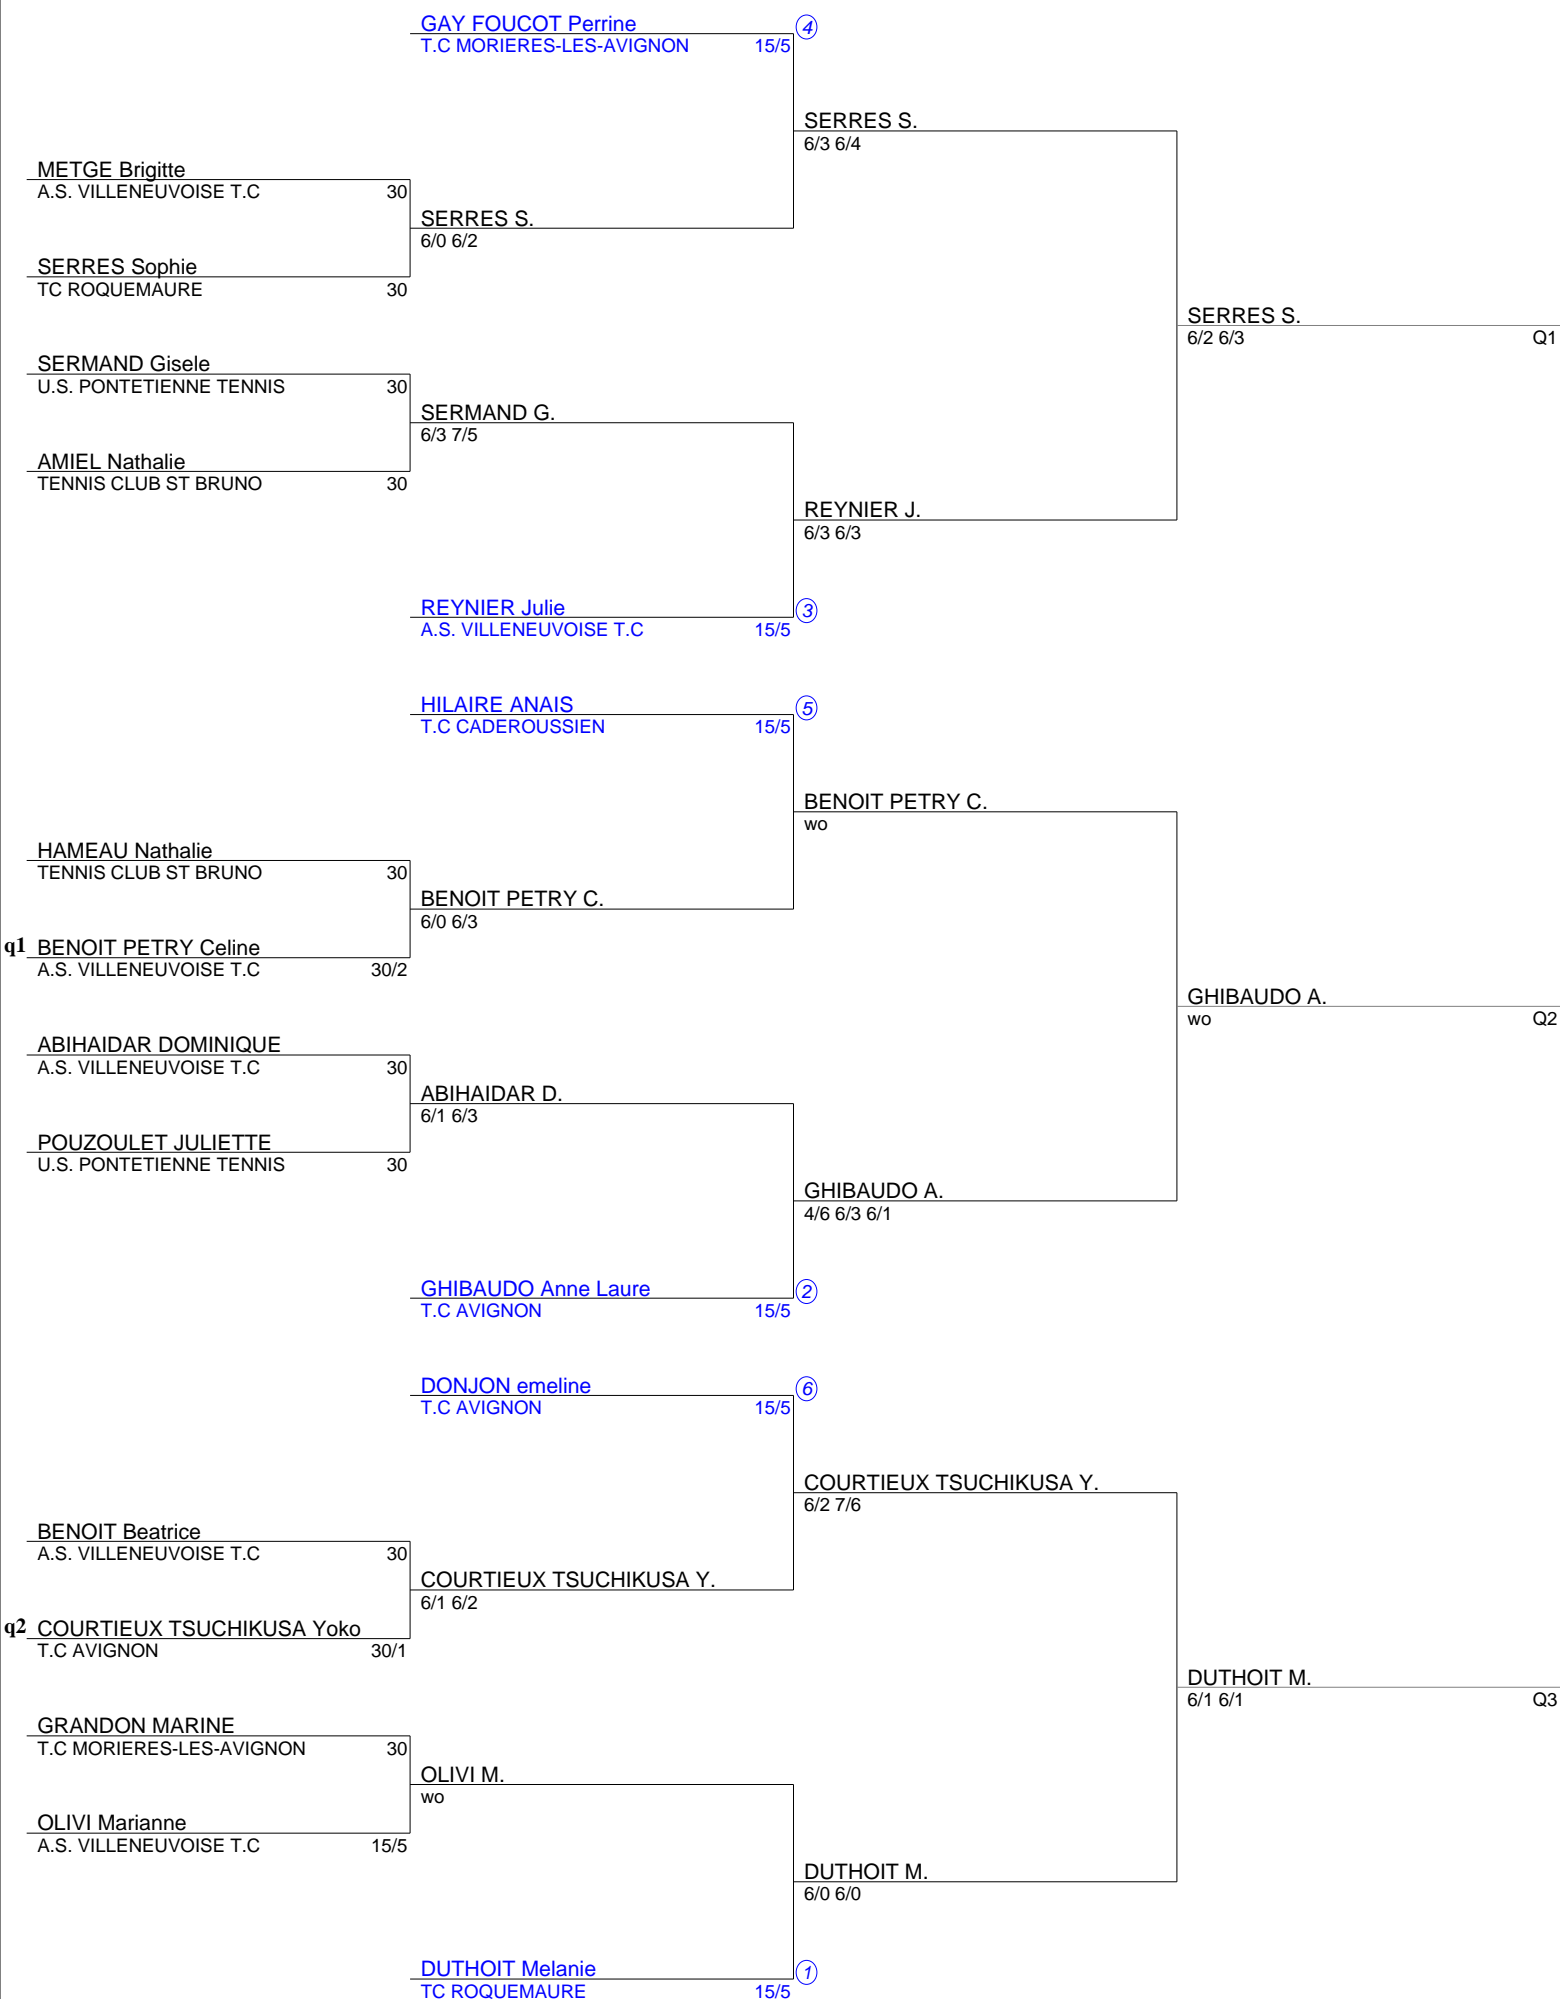 GAY FOUCOT Perrine 4
T.C MORIERES-LES-AVIGNON 15/5
SERRES S.
6/3 6/4
METGE Brigitte
A.S. VILLENEUVOISE T.C 30
SERRES S.
6/0 6/2
SERRES Sophie
TC ROQUEMAURE 30
SERRES S.
6/2 6/3 Q1
SERMAND Gisele
U.S. PONTETIENNE TENNIS 30
SERMAND G.
6/3 7/5
AMIEL Nathalie
TENNIS CLUB ST BRUNO 30
REYNIER J.
6/3 6/3
REYNIER Julie 3
A.S. VILLENEUVOISE T.C 15/5
HILAIRE ANAIS 5
T.C CADEROUSSIEN 15/5
BENOIT PETRY C.
wo
HAMEAU Nathalie
TENNIS CLUB ST BRUNO 30
BENOIT PETRY C.
6/0 6/3
q1 BENOIT PETRY Celine
A.S. VILLENEUVOISE T.C 30/2
GHIBAUDO A.
wo Q2
ABIHAIDAR DOMINIQUE
A.S. VILLENEUVOISE T.C 30
ABIHAIDAR D.
6/1 6/3
POUZOULET JULIETTE
U.S. PONTETIENNE TENNIS 30
GHIBAUDO A.
4/6 6/3 6/1
GHIBAUDO Anne Laure 2
T.C AVIGNON 15/5
DONJON emeline 6
T.C AVIGNON 15/5
COURTIEUX TSUCHIKUSA Y.
6/2 7/6
BENOIT Beatrice
A.S. VILLENEUVOISE T.C 30
COURTIEUX TSUCHIKUSA Y.
6/1 6/2
q2 COURTIEUX TSUCHIKUSA Yoko
T.C AVIGNON 30/1
DUTHOIT M.
6/1 6/1 Q3
GRANDON MARINE
T.C MORIERES-LES-AVIGNON 30
OLIVI M.
wo
OLIVI Marianne
A.S. VILLENEUVOISE T.C 15/5
DUTHOIT M.
6/0 6/0
DUTHOIT Melanie 1
TC ROQUEMAURE 15/5